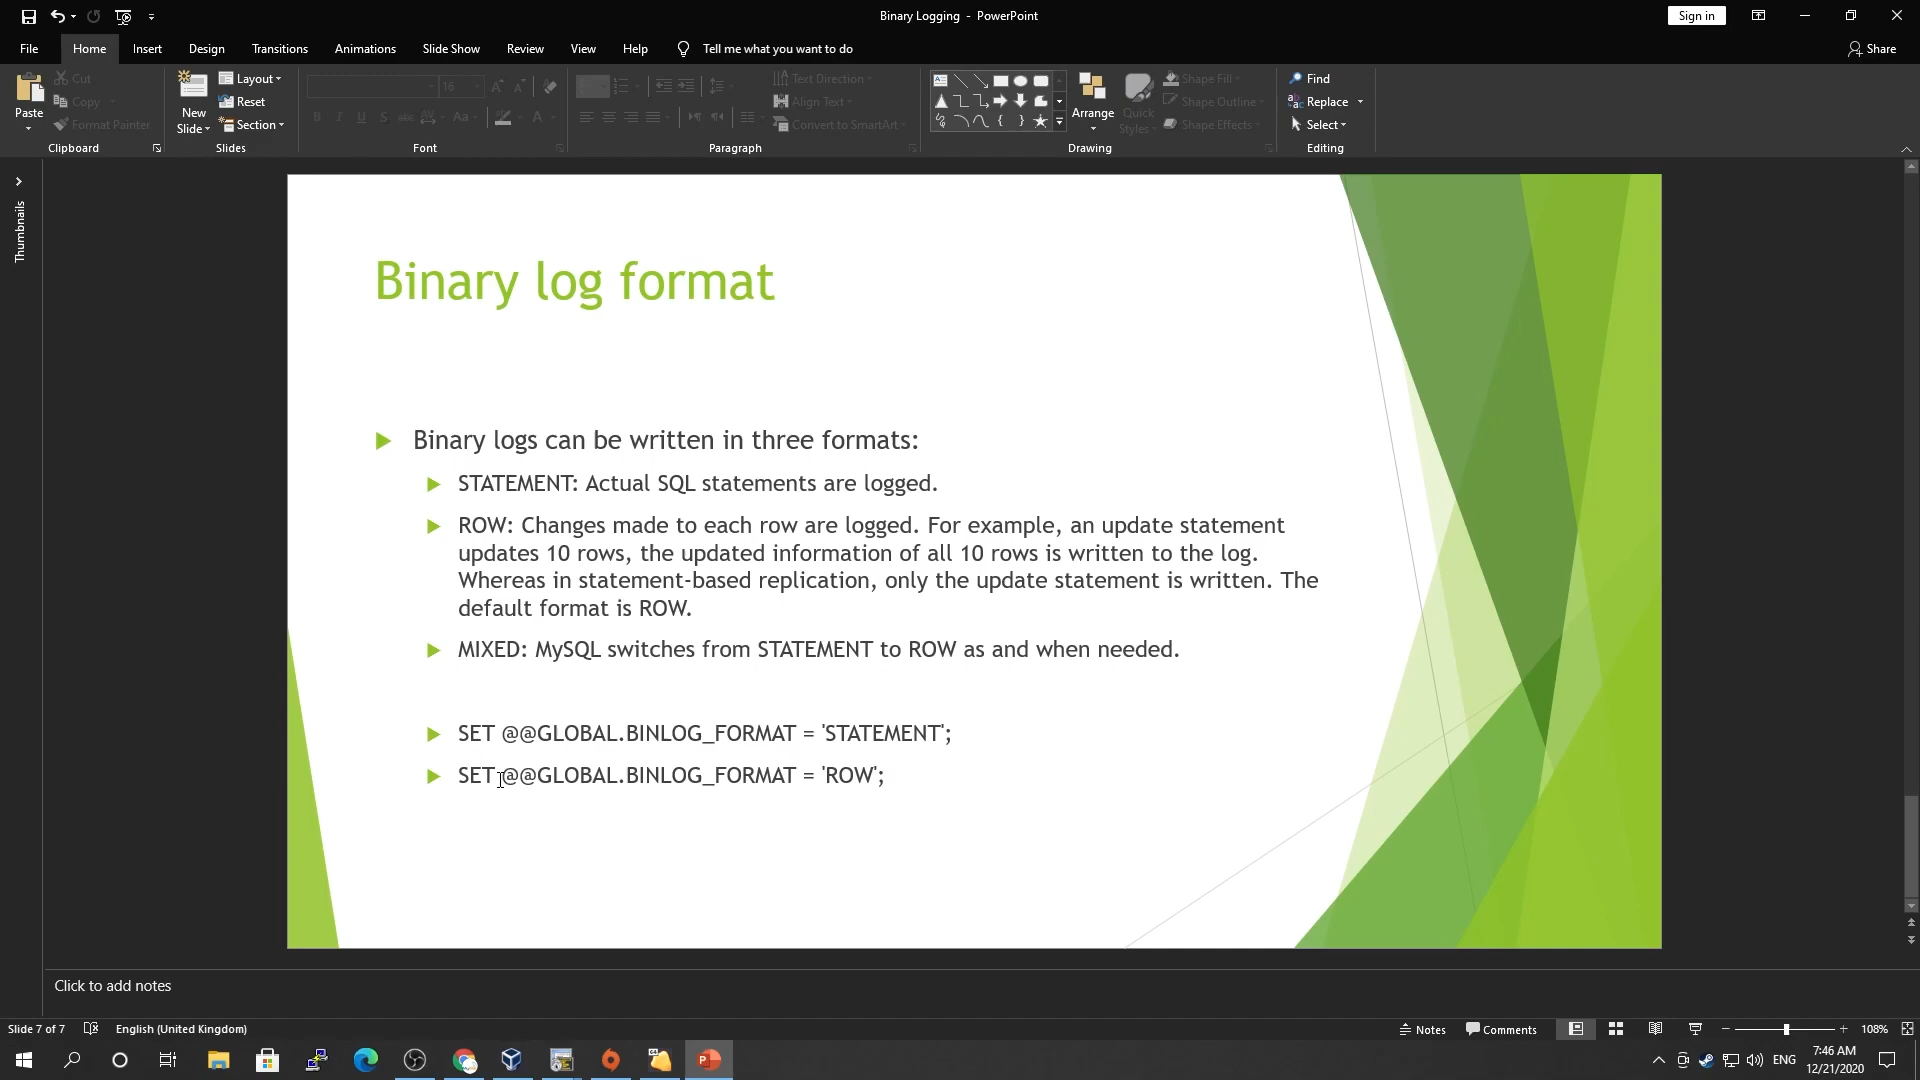 Binary Logging - PowerPoint
Sign in
File Home Insert Design Transitions Animations Slide Show Review View Help Tell me what you want to do
Share
Cut
Copy
Format Painter
Paste
Clipboard
New Slide
Layout
Reset
Section
Slides
16
Aa
Font
Text Direction
Align Text
Convert to SmartArt
Paragraph
Arrange
Quick Styles
Shape Fill
Shape Outline
Shape Effects
Drawing
Find
Replace
Select
Editing
Thumbnails
Binary log format
Binary logs can be written in three formats:
STATEMENT: Actual SQL statements are logged.
ROW: Changes made to each row are logged. For example, an update statement
updates 10 rows, the updated information of all 10 rows is written to the log.
Whereas in statement-based replication, only the update statement is written. The
default format is ROW.
MIXED: MySQL switches from STATEMENT to ROW as and when needed.
SET @@GLOBAL.BINLOG_FORMAT = 'STATEMENT';
SET @@GLOBAL.BINLOG_FORMAT = 'ROW';
Click to add notes
Slide 7 of 7 English (United Kingdom)
Notes Comments 108%
ENG
7:46 AM
12/21/2020